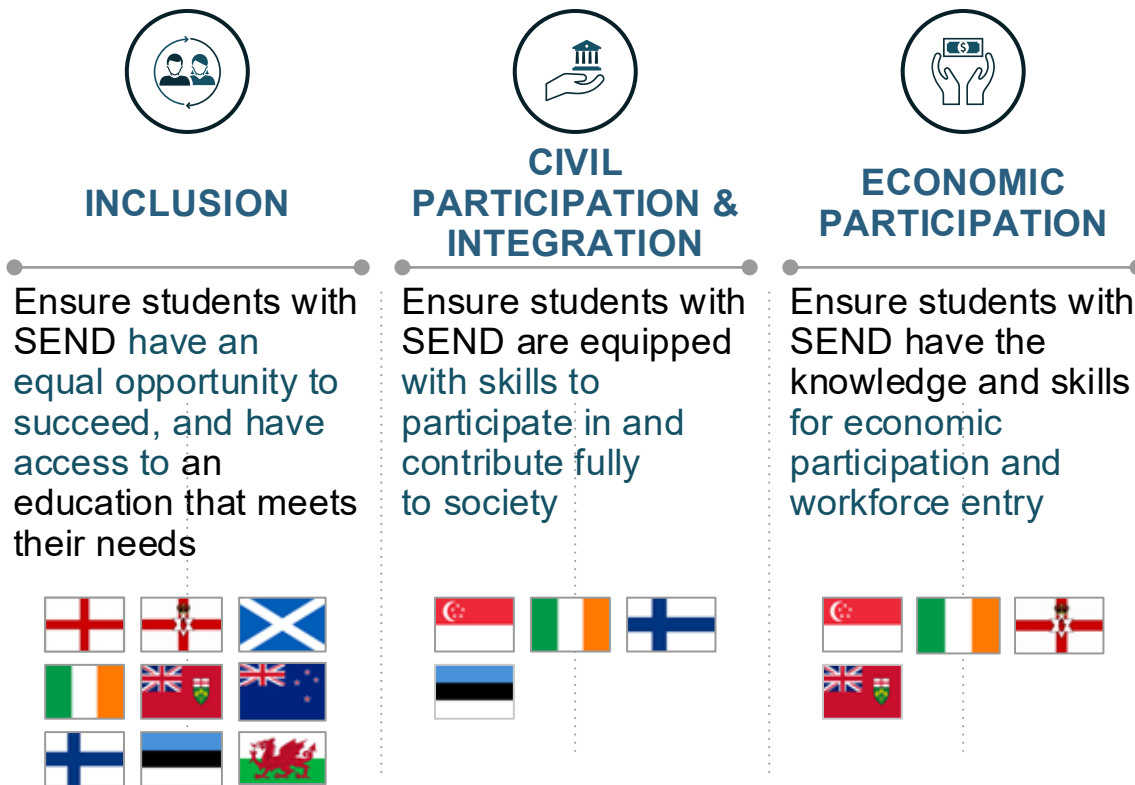 INCLUSION
Ensure students with
SEND have an
equal opportunity to
succeed, and have
access to an
education that meets
their needs
CIVIL
PARTICIPATION &
INTEGRATION
Ensure students with
SEND are equipped
with skills to
participate in and
contribute fully
to society
ECONOMIC
PARTICIPATION
Ensure students with
SEND have the
knowledge and skills
for economic
participation and
workforce entry